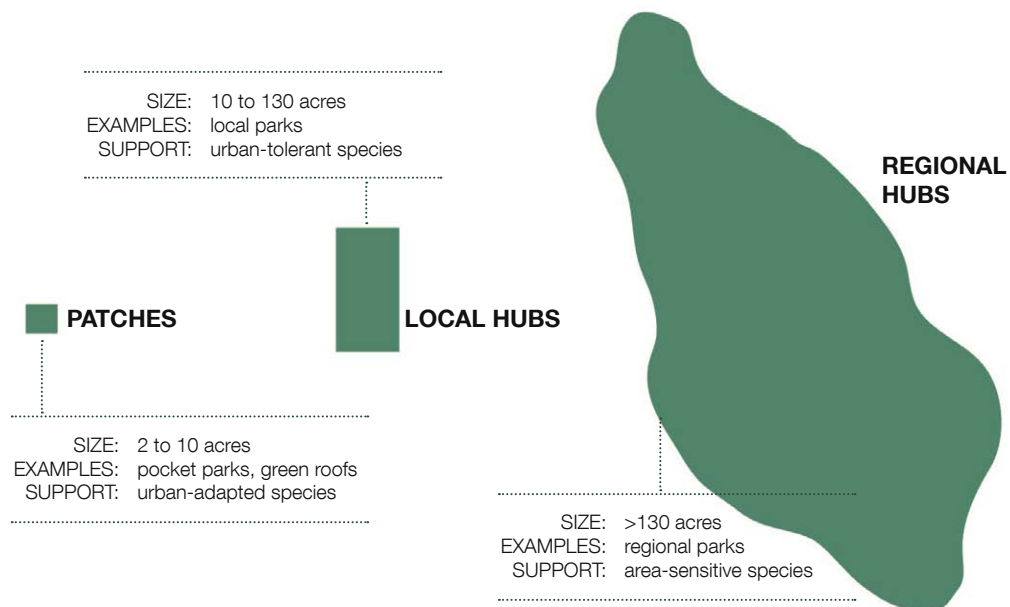 SIZE: 10 to 130 acres
EXAMPLES: local parks
SUPPORT: urban-tolerant species
REGIONAL
HUBS
PATCHES
LOCAL HUBS
SIZE: 2 to 10 acres
EXAMPLES: pocket parks, green roofs
SUPPORT: urban-adapted species
SIZE: >130 acres
EXAMPLES: regional parks
SUPPORT: area-sensitive species